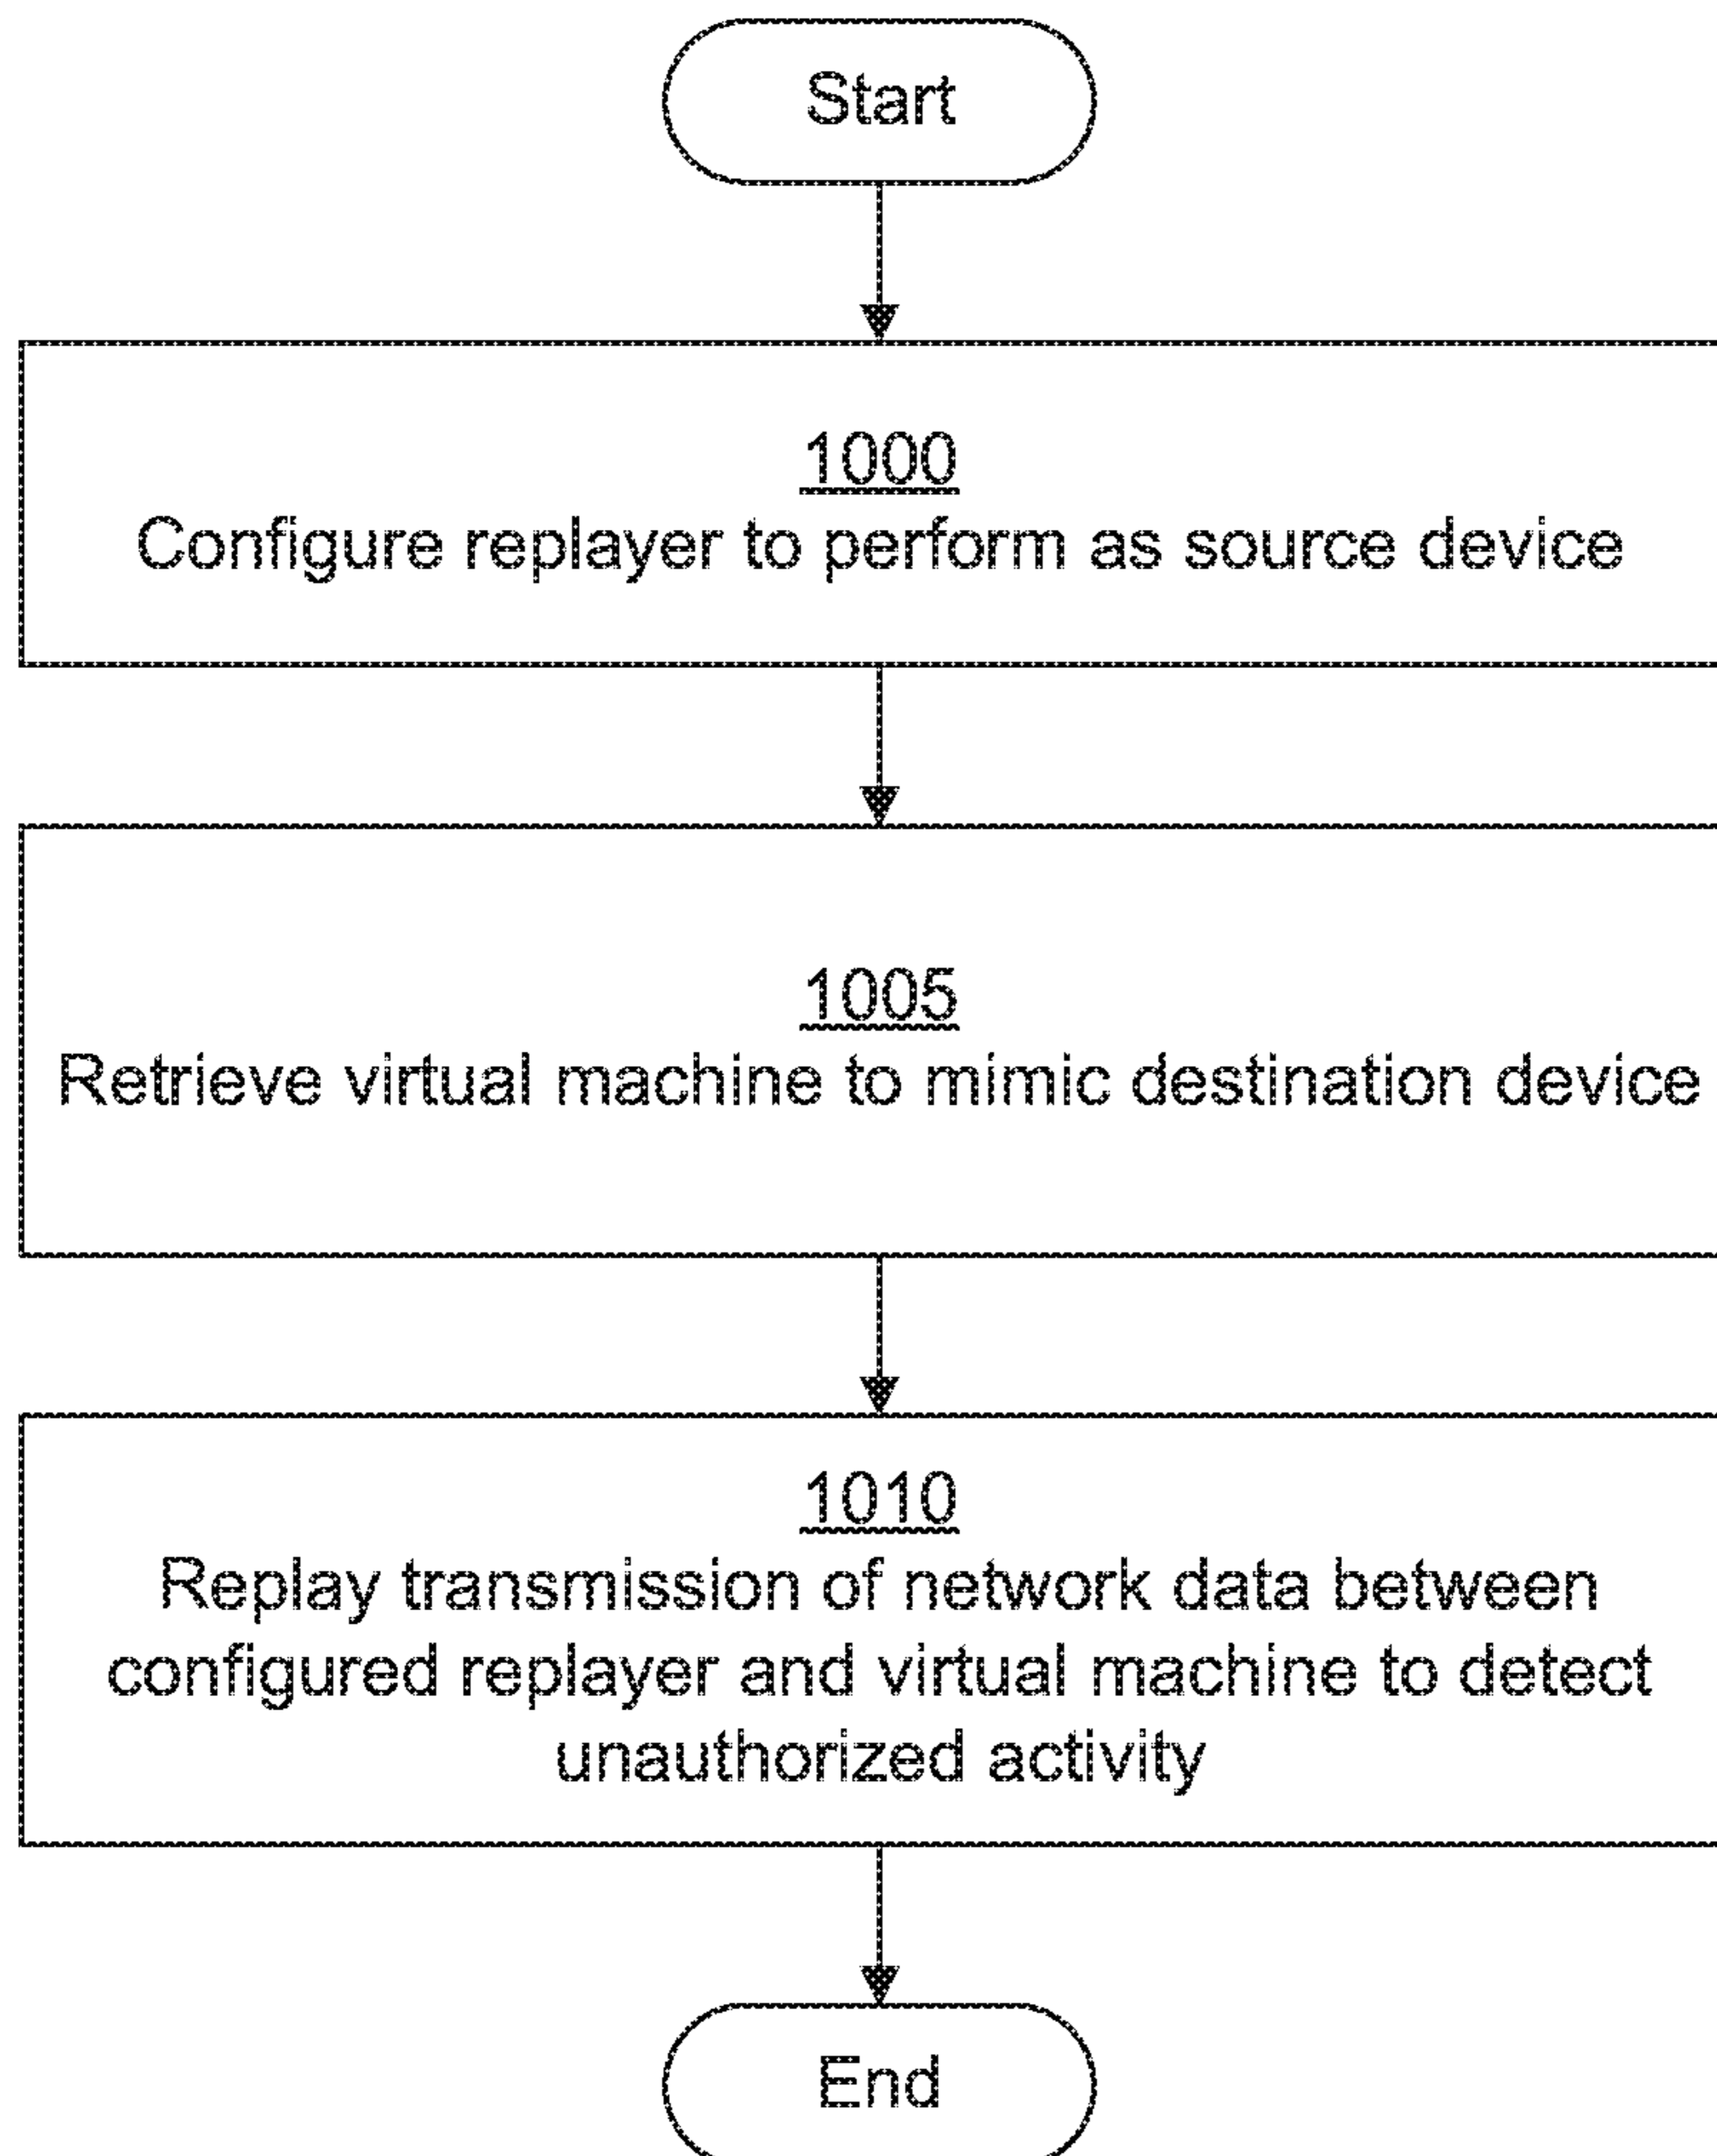 Start
1000
Configure replayer to perform as source device
1005
Retrieve virtual machine to mimic destination device
1010
Replay transmission of network data between
configured replayer and virtual machine to detect
unauthorized activity
End